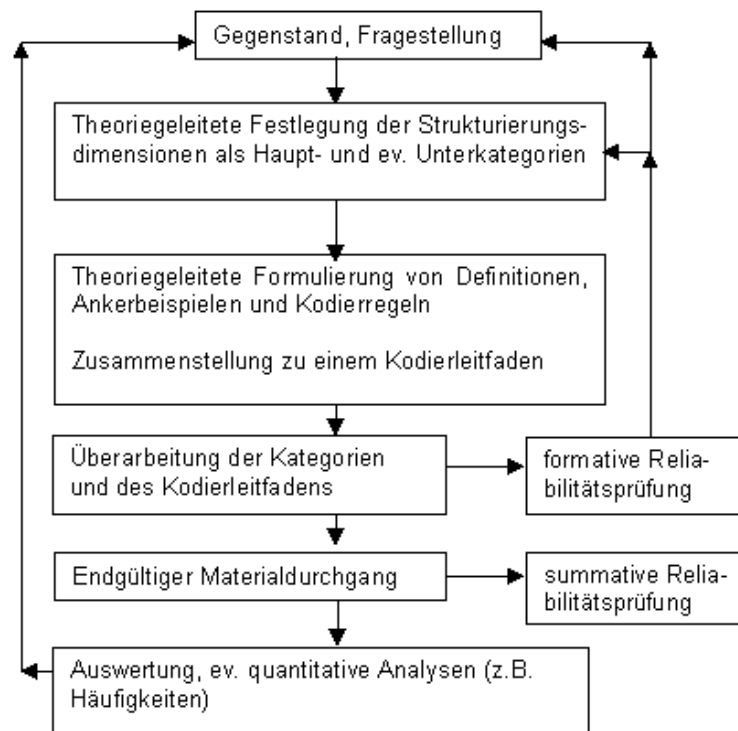 Gegenstand, Fragestellung
Theoriegeleitete Festlegung der Strukturierungs-
dimensionen als Haupt- und ev. Unterkategorien
Theoriegeleitete Formulierung von Definitionen,
Ankerbeispielen und Kodierregeln
Zusammenstellung zu einem Kodierleitfaden
Überarbeitung der Kategorien
und des Kodierleitfadens
formative Relia-
bilitätsprüfung
Endgültiger Materialdurchgang
summative Relia-
bilitätsprüfung
Auswertung, ev. quantitative Analysen (z.B.
Häufigkeiten)